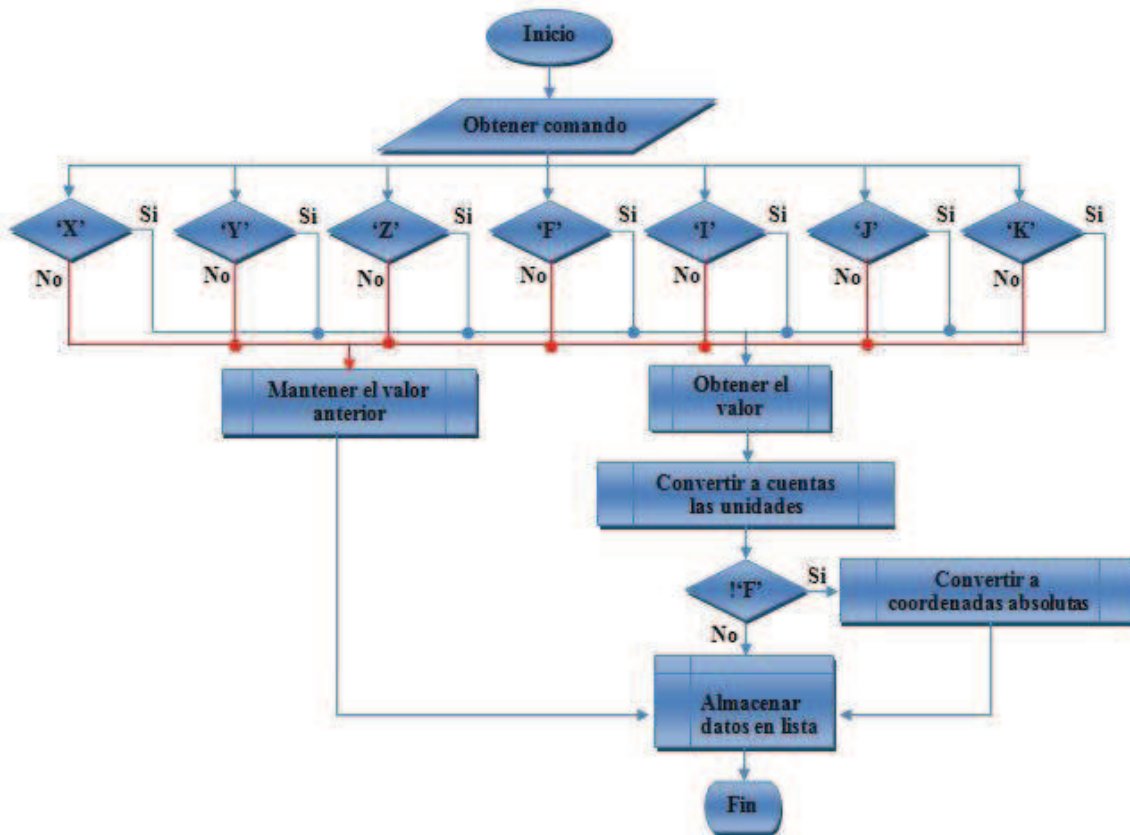 Inicio
Obtener comando
‘X’
Si
No
‘Y’
Si
No
‘Z’
Si
No
‘F’
Si
No
‘I’
Si
No
‘J’
Si
No
‘K’
Si
No
Mantener el valor
anterior
Obtener el
valor
Convertir a cuentas
las unidades
!‘F’
Si
No
Convertir a
coordenadas absolutas
Almacenar
datos en lista
Fin